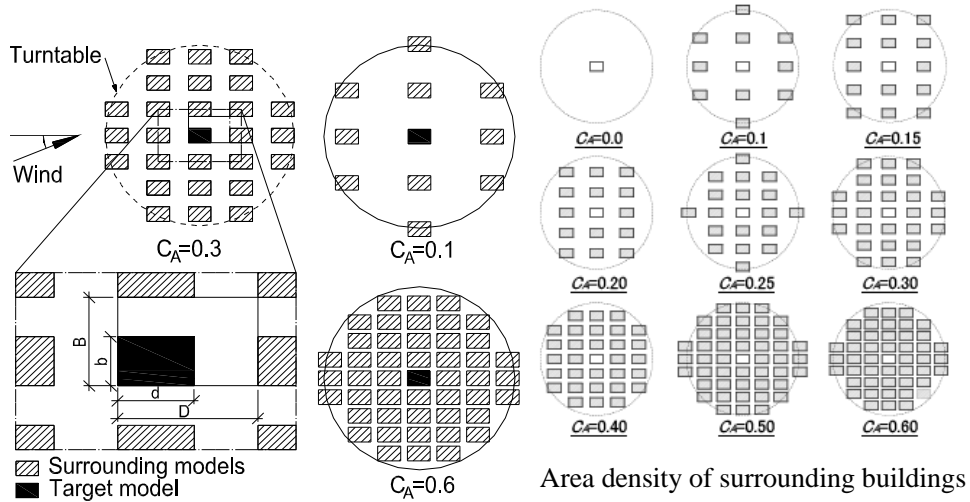 Turntable
Wind
C_A=0.3
C_A=0.1
B
b
d
D
Surrounding models
Target model
C_A=0.6
C_A=0.0
C_A=0.1
C_A=0.15
C_A=0.20
C_A=0.25
C_A=0.30
C_A=0.40
C_A=0.50
C_A=0.60
Area density of surrounding buildings